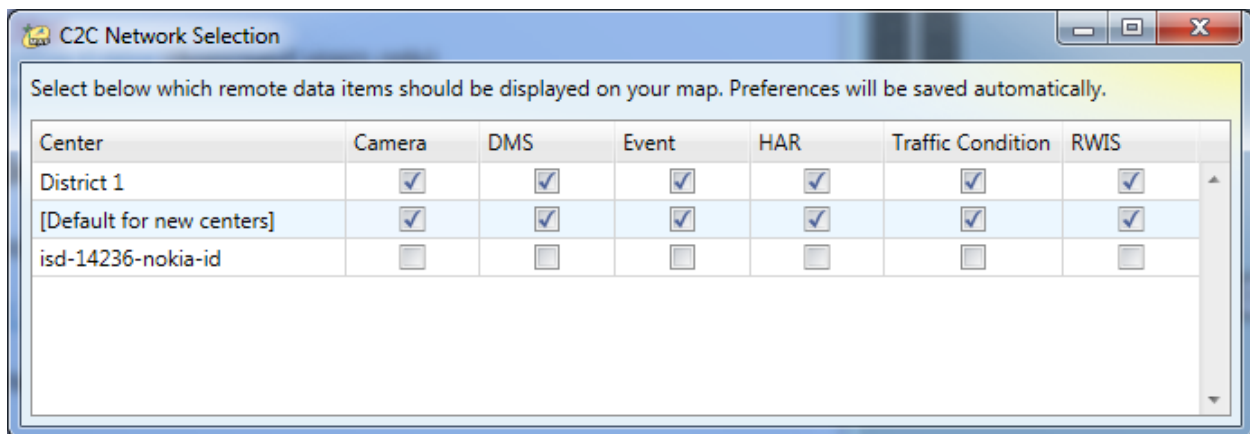 C2C Network Selection
Select below which remote data items should be displayed on your map. Preferences will be saved automatically.
Center Camera DMS Event HAR Traffic Condition RWIS
District 1
[Default for new centers]
isd-14236-nokia-id